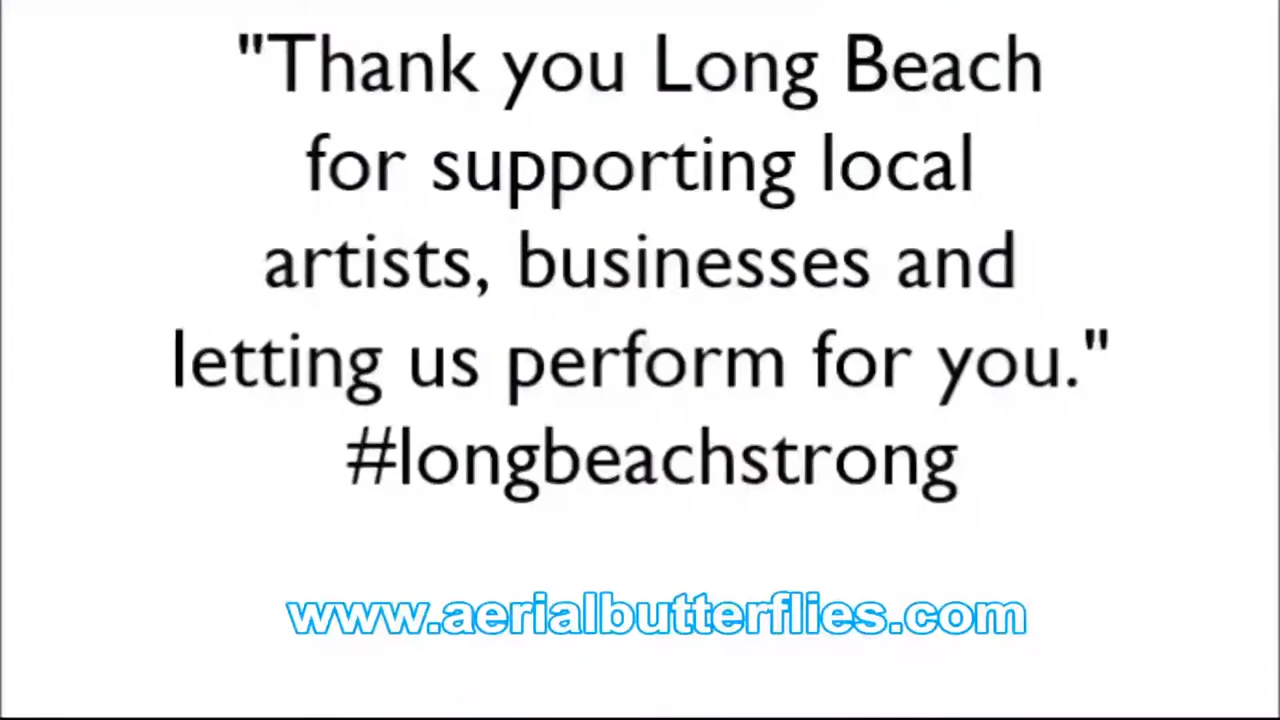 "Thank you Long Beach
for supporting local
artists, businesses and
letting us perform for you."
#longbeachstrong
www.aerialbutterflies.com